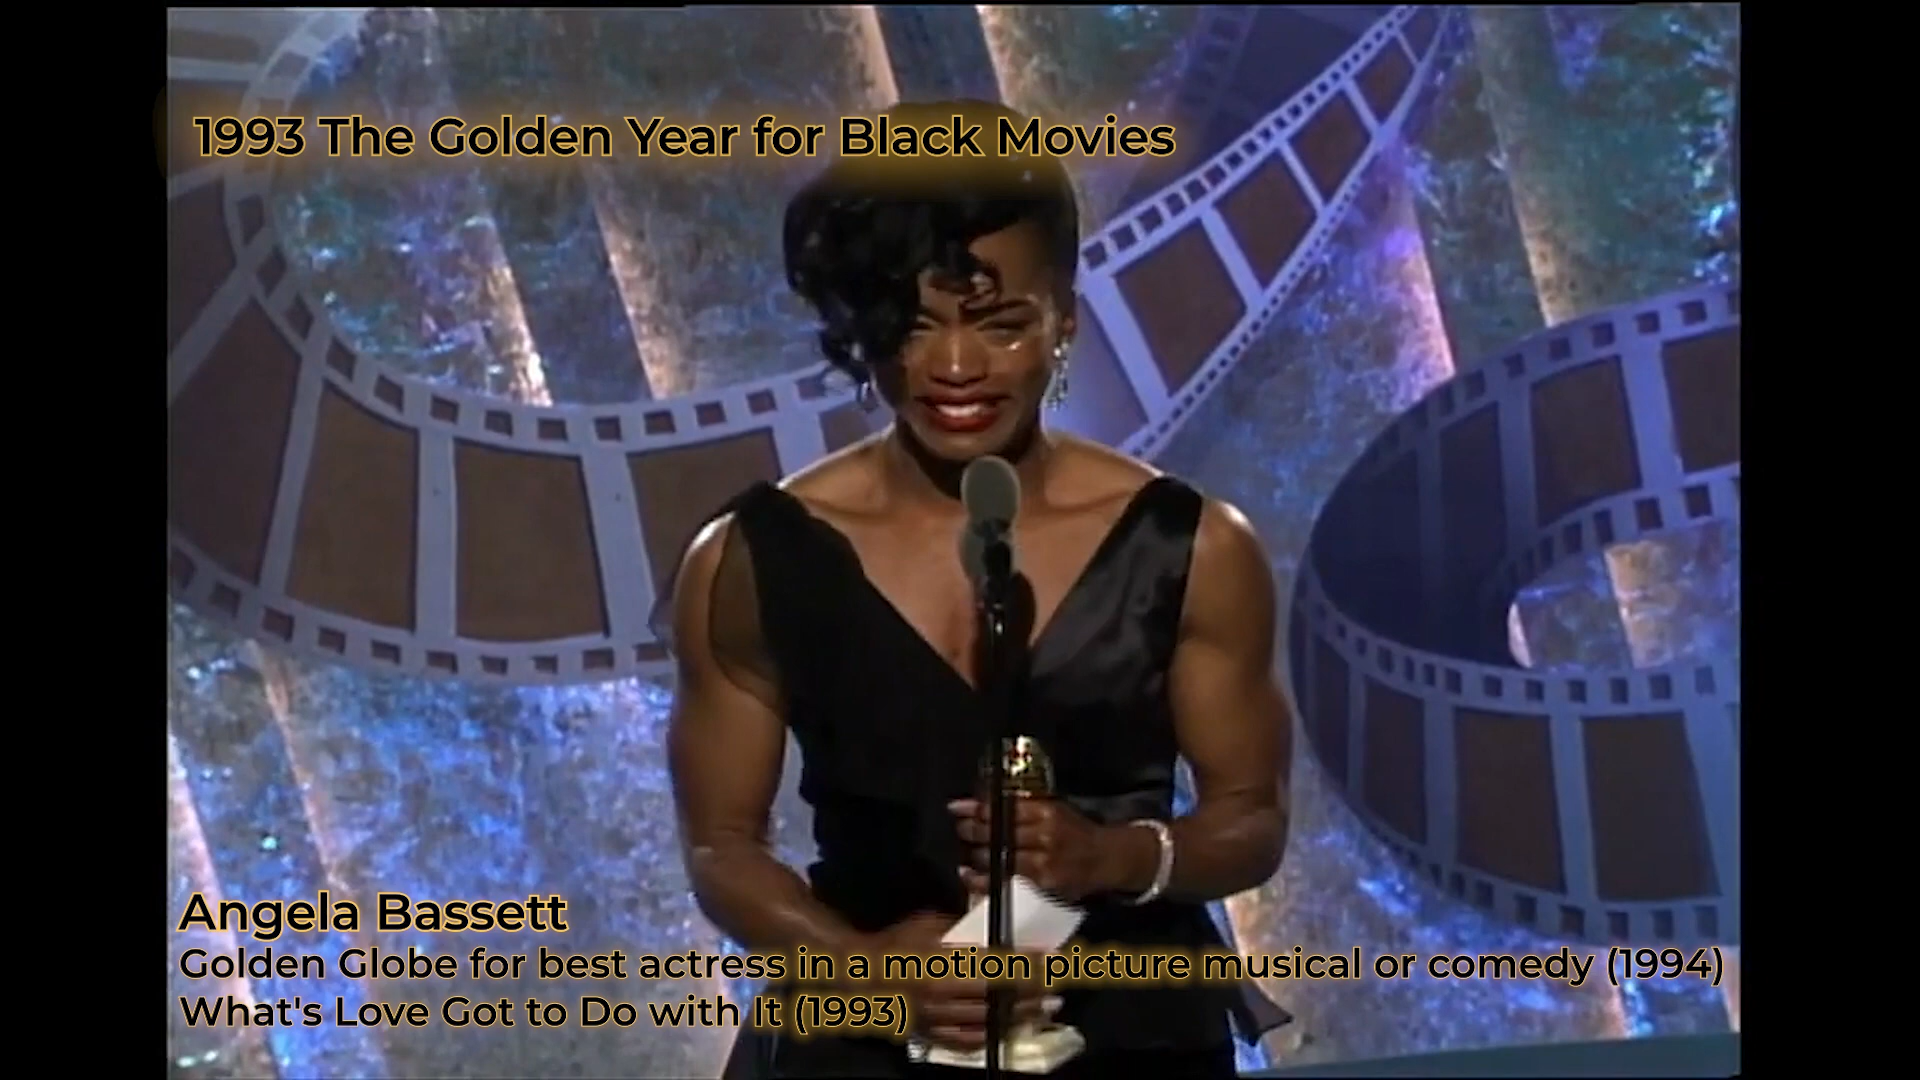 1993 The Golden Year for Black Movies
Angela Bassett
Golden Globe for best actress in a motion picture musical or comedy (1994)
What's Love Got to Do with It (1993)